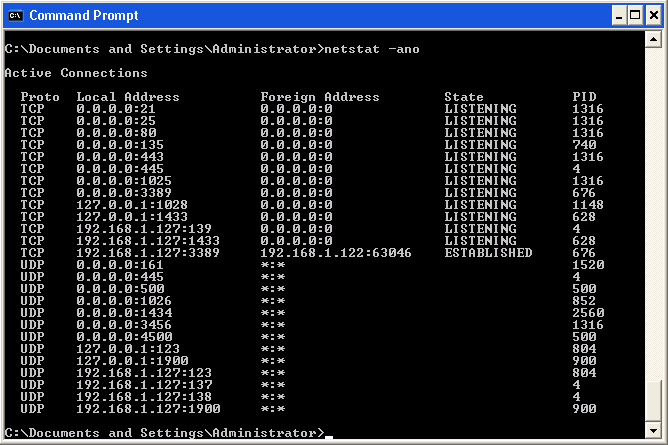 Command Prompt
C:\Documents and Settings\Administrator>netstat -ano
Active Connections
Proto Local Address Foreign Address State PID
TCP 0.0.0.0:21 0.0.0.0:0 LISTENING 1316
TCP 0.0.0.0:25 0.0.0.0:0 LISTENING 1316
TCP 0.0.0.0:80 0.0.0.0:0 LISTENING 1316
TCP 0.0.0.0:135 0.0.0.0:0 LISTENING 740
TCP 0.0.0.0:443 0.0.0.0:0 LISTENING 1316
TCP 0.0.0.0:445 0.0.0.0:0 LISTENING 4
TCP 0.0.0.0:1025 0.0.0.0:0 LISTENING 1316
TCP 0.0.0.0:3389 0.0.0.0:0 LISTENING 676
TCP 127.0.0.1:1028 0.0.0.0:0 LISTENING 1148
TCP 127.0.0.1:1433 0.0.0.0:0 LISTENING 628
TCP 192.168.1.127:139 0.0.0.0:0 LISTENING 4
TCP 192.168.1.127:1433 0.0.0.0:0 LISTENING 628
TCP 192.168.1.127:3389 192.168.1.122:63046 ESTABLISHED 676
UDP 0.0.0.0:161 *:* 1520
UDP 0.0.0.0:445 *:* 4
UDP 0.0.0.0:500 *:* 500
UDP 0.0.0.0:1026 *:* 852
UDP 0.0.0.0:1434 *:* 2560
UDP 0.0.0.0:3456 *:* 1316
UDP 0.0.0.0:4500 *:* 500
UDP 127.0.0.1:123 *:* 804
UDP 127.0.0.1:1900 *:* 900
UDP 192.168.1.127:123 *:* 804
UDP 192.168.1.127:137 *:* 4
UDP 192.168.1.127:138 *:* 4
UDP 192.168.1.127:1900 *:* 900
C:\Documents and Settings\Administrator>_